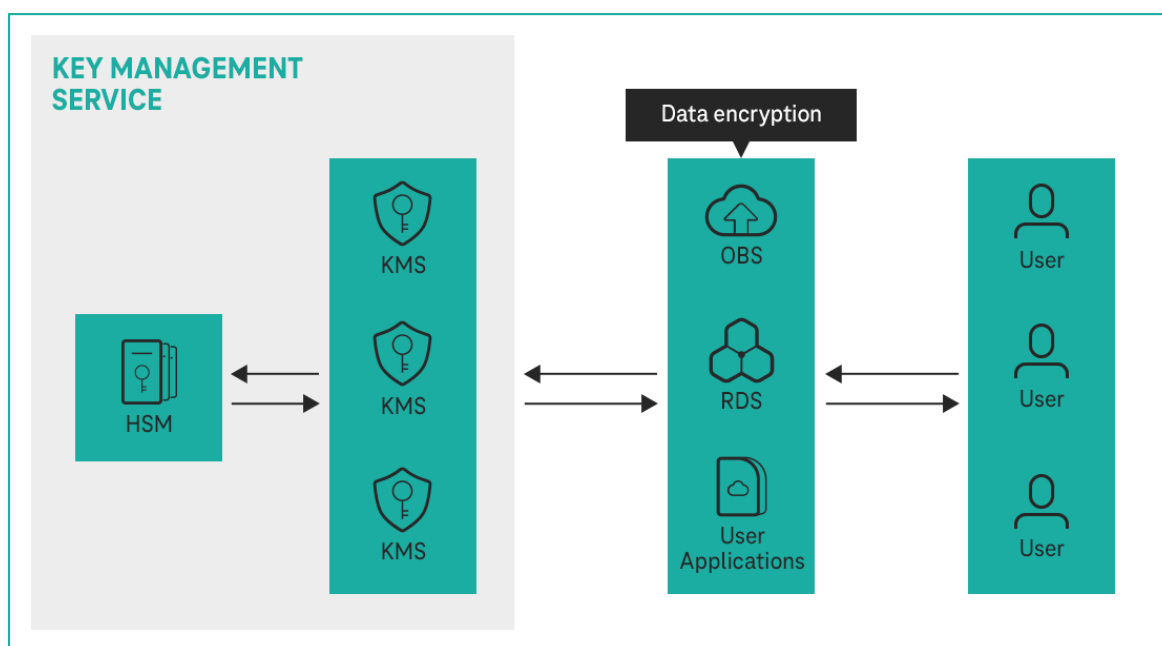 KEY MANAGEMENT
SERVICE
Data encryption
HSM
KMS
KMS
KMS
OBS
RDS
User
Applications
User
User
User